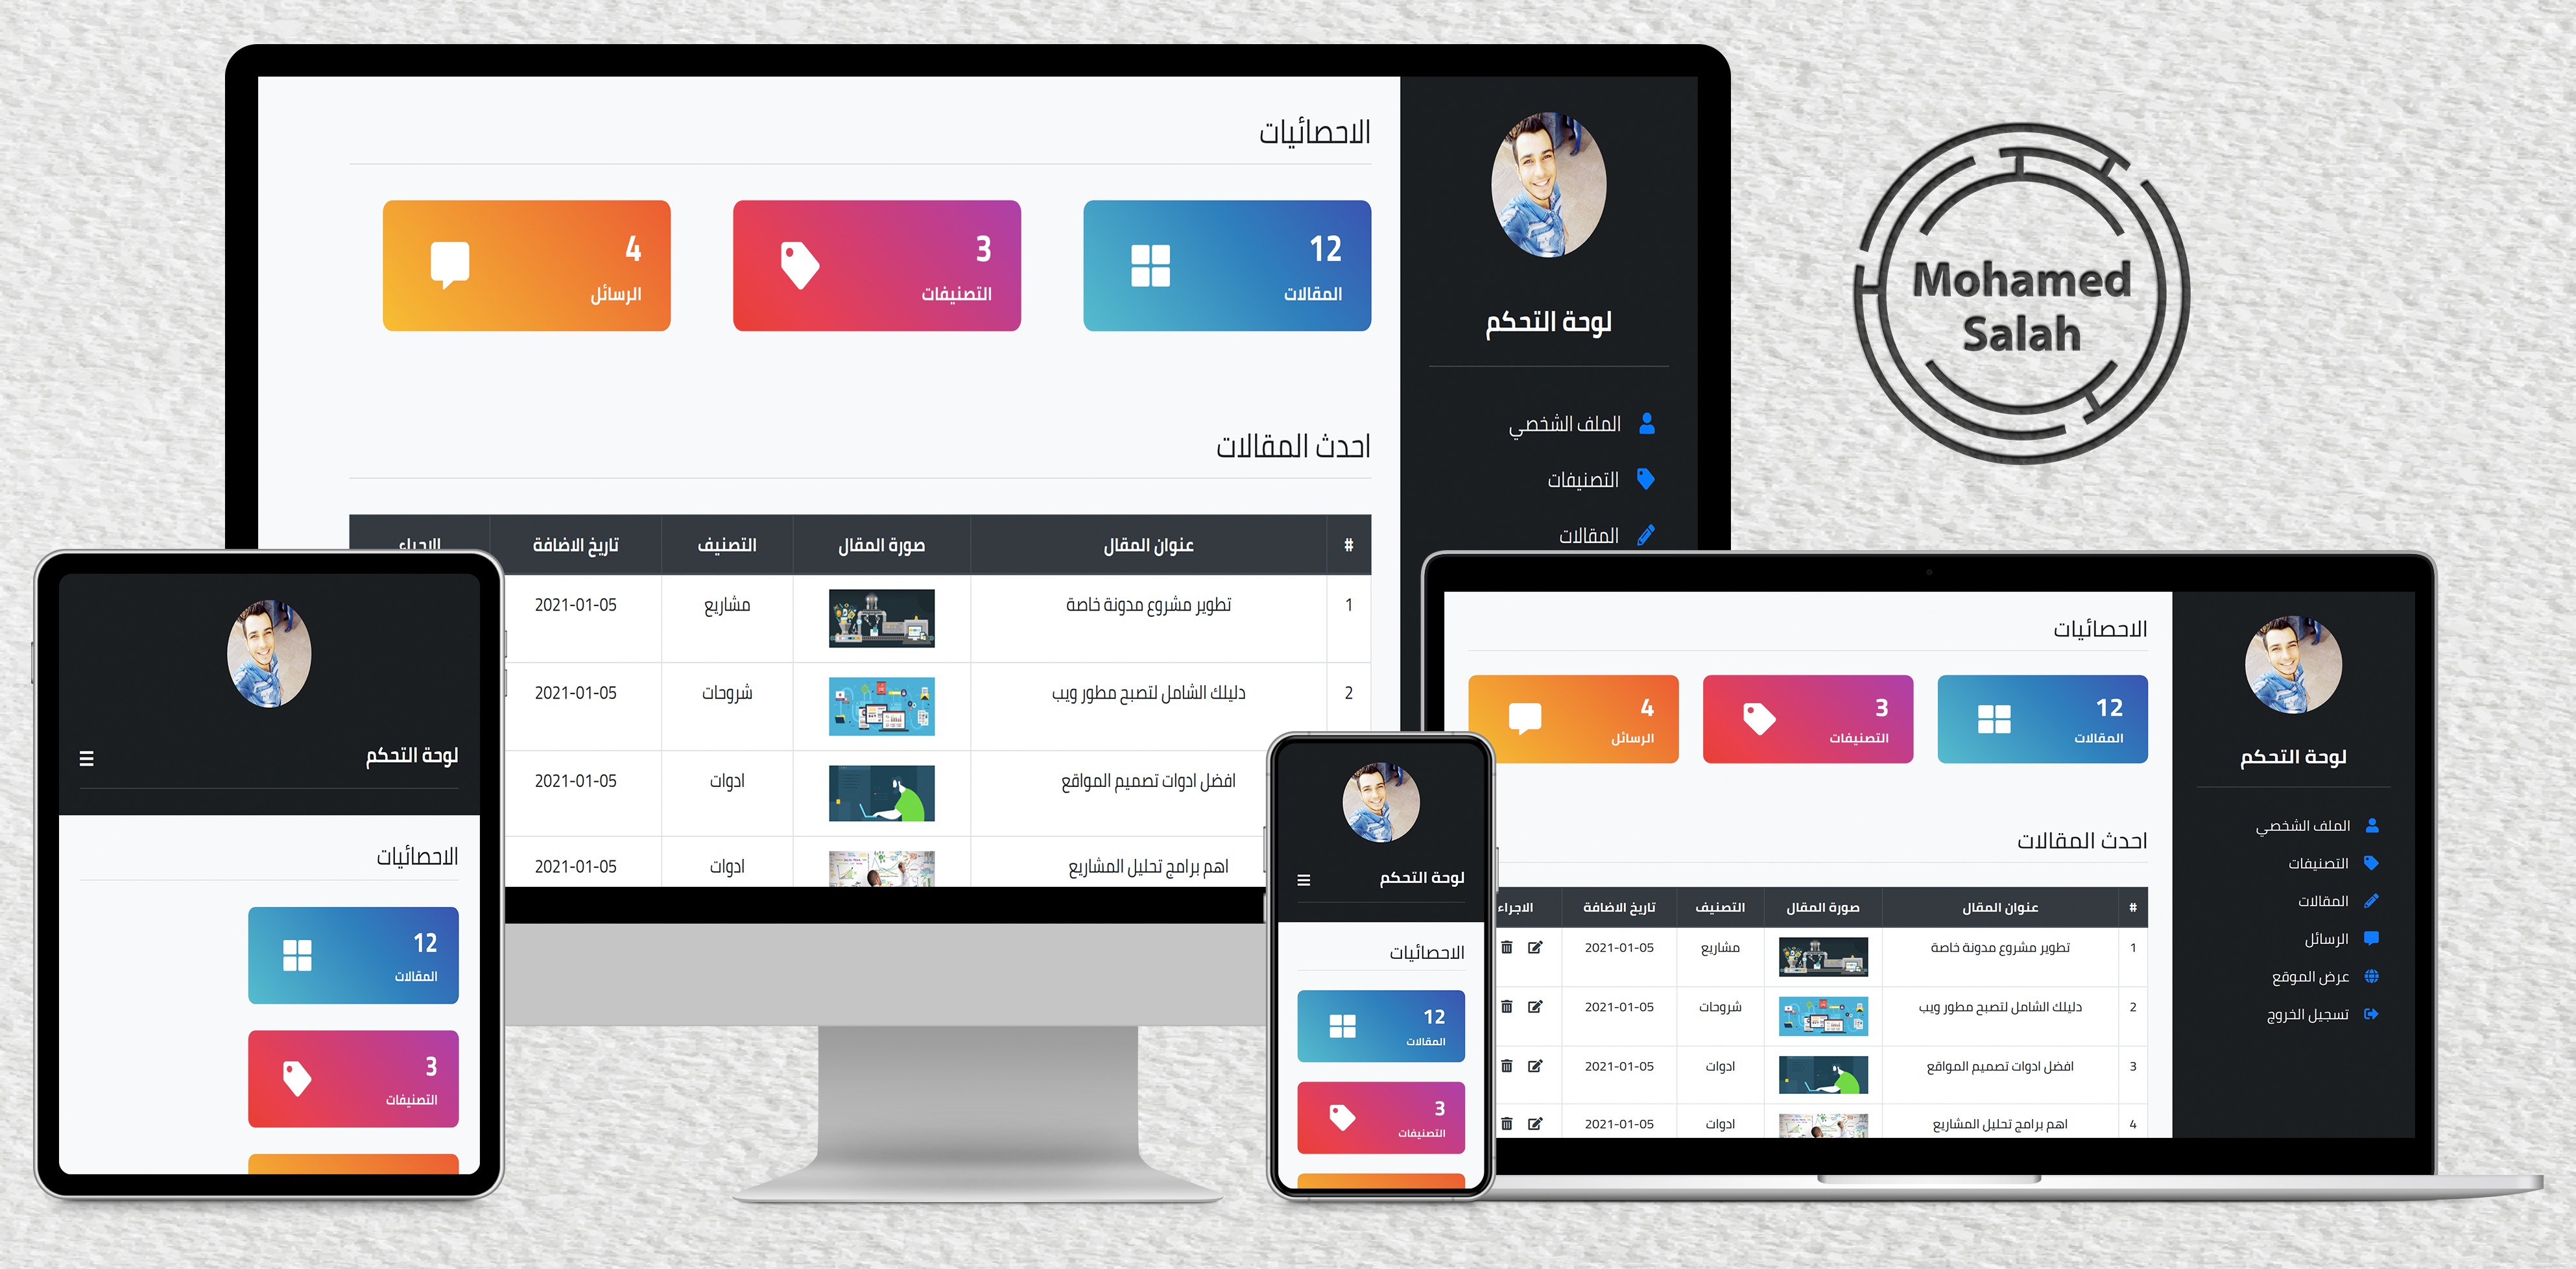 الاحصائيات
12
المقالات
3
التصنيفات
4
الرسائل
احدث المقالات
# عنوان المقال صورة المقال التصنيف تاريخ الاضافة الاجراء
1 تطوير مشروع مدونة خاصة مشاريع 2021-01-05
2 دليلك الشامل لتصبح مطور ويب شروحات 2021-01-05
افضل ادوات تصميم المواقع ادوات 2021-01-05
اهم برامج تحليل المشاريع ادوات 2021-01-05
لوحة التحكم
الملف الشخصي
التصنيفات
المقالات
Mohamed
Salah
لوحة التحكم
الاحصائيات
12
المقالات
3
التصنيفات
لوحة التحكم
الاحصائيات
12
المقالات
3
التصنيفات
لوحة التحكم
الملف الشخصي
التصنيفات
المقالات
الرسائل
عرض الموقع
تسجيل الخروج
الاحصائيات
12
المقالات
3
التصنيفات
4
الرسائل
احدث المقالات
# عنوان المقال صورة المقال التصنيف تاريخ الاضافة الاجراء
1 تطوير مشروع مدونة خاصة مشاريع 2021-01-05
2 دليلك الشامل لتصبح مطور ويب شروحات 2021-01-05
3 افضل ادوات تصميم المواقع ادوات 2021-01-05
4 اهم برامج تحليل المشاريع ادوات 2021-01-05